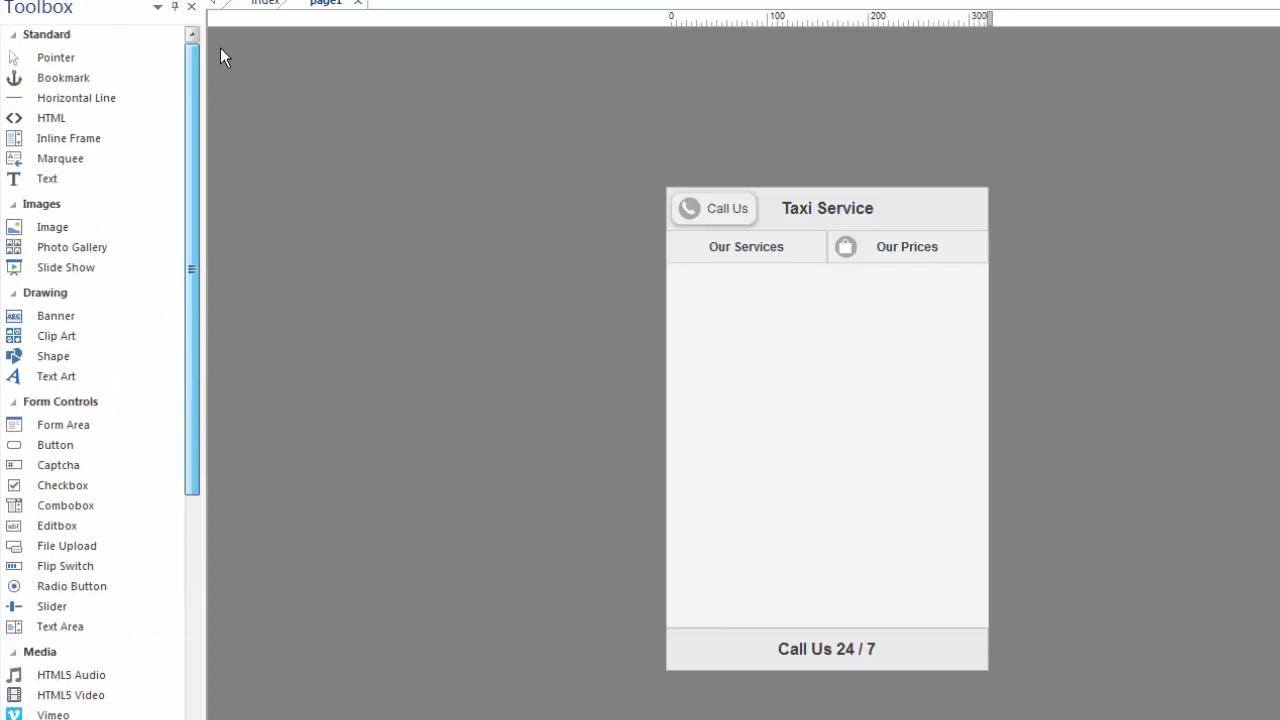 Toolbox
index
page1
0 100 200 300
Standard
Pointer
Bookmark
Horizontal Line
HTML
Inline Frame
Marquee
Text
Images
Image
Photo Gallery
Slide Show
Drawing
Banner
Clip Art
Shape
Text Art
Form Controls
Form Area
Button
Captcha
Checkbox
Combobox
Editbox
File Upload
Flip Switch
Radio Button
Slider
Text Area
Media
HTML5 Audio
HTML5 Video
Vimeo
Call Us Taxi Service
Our Services Our Prices
Call Us 24 / 7